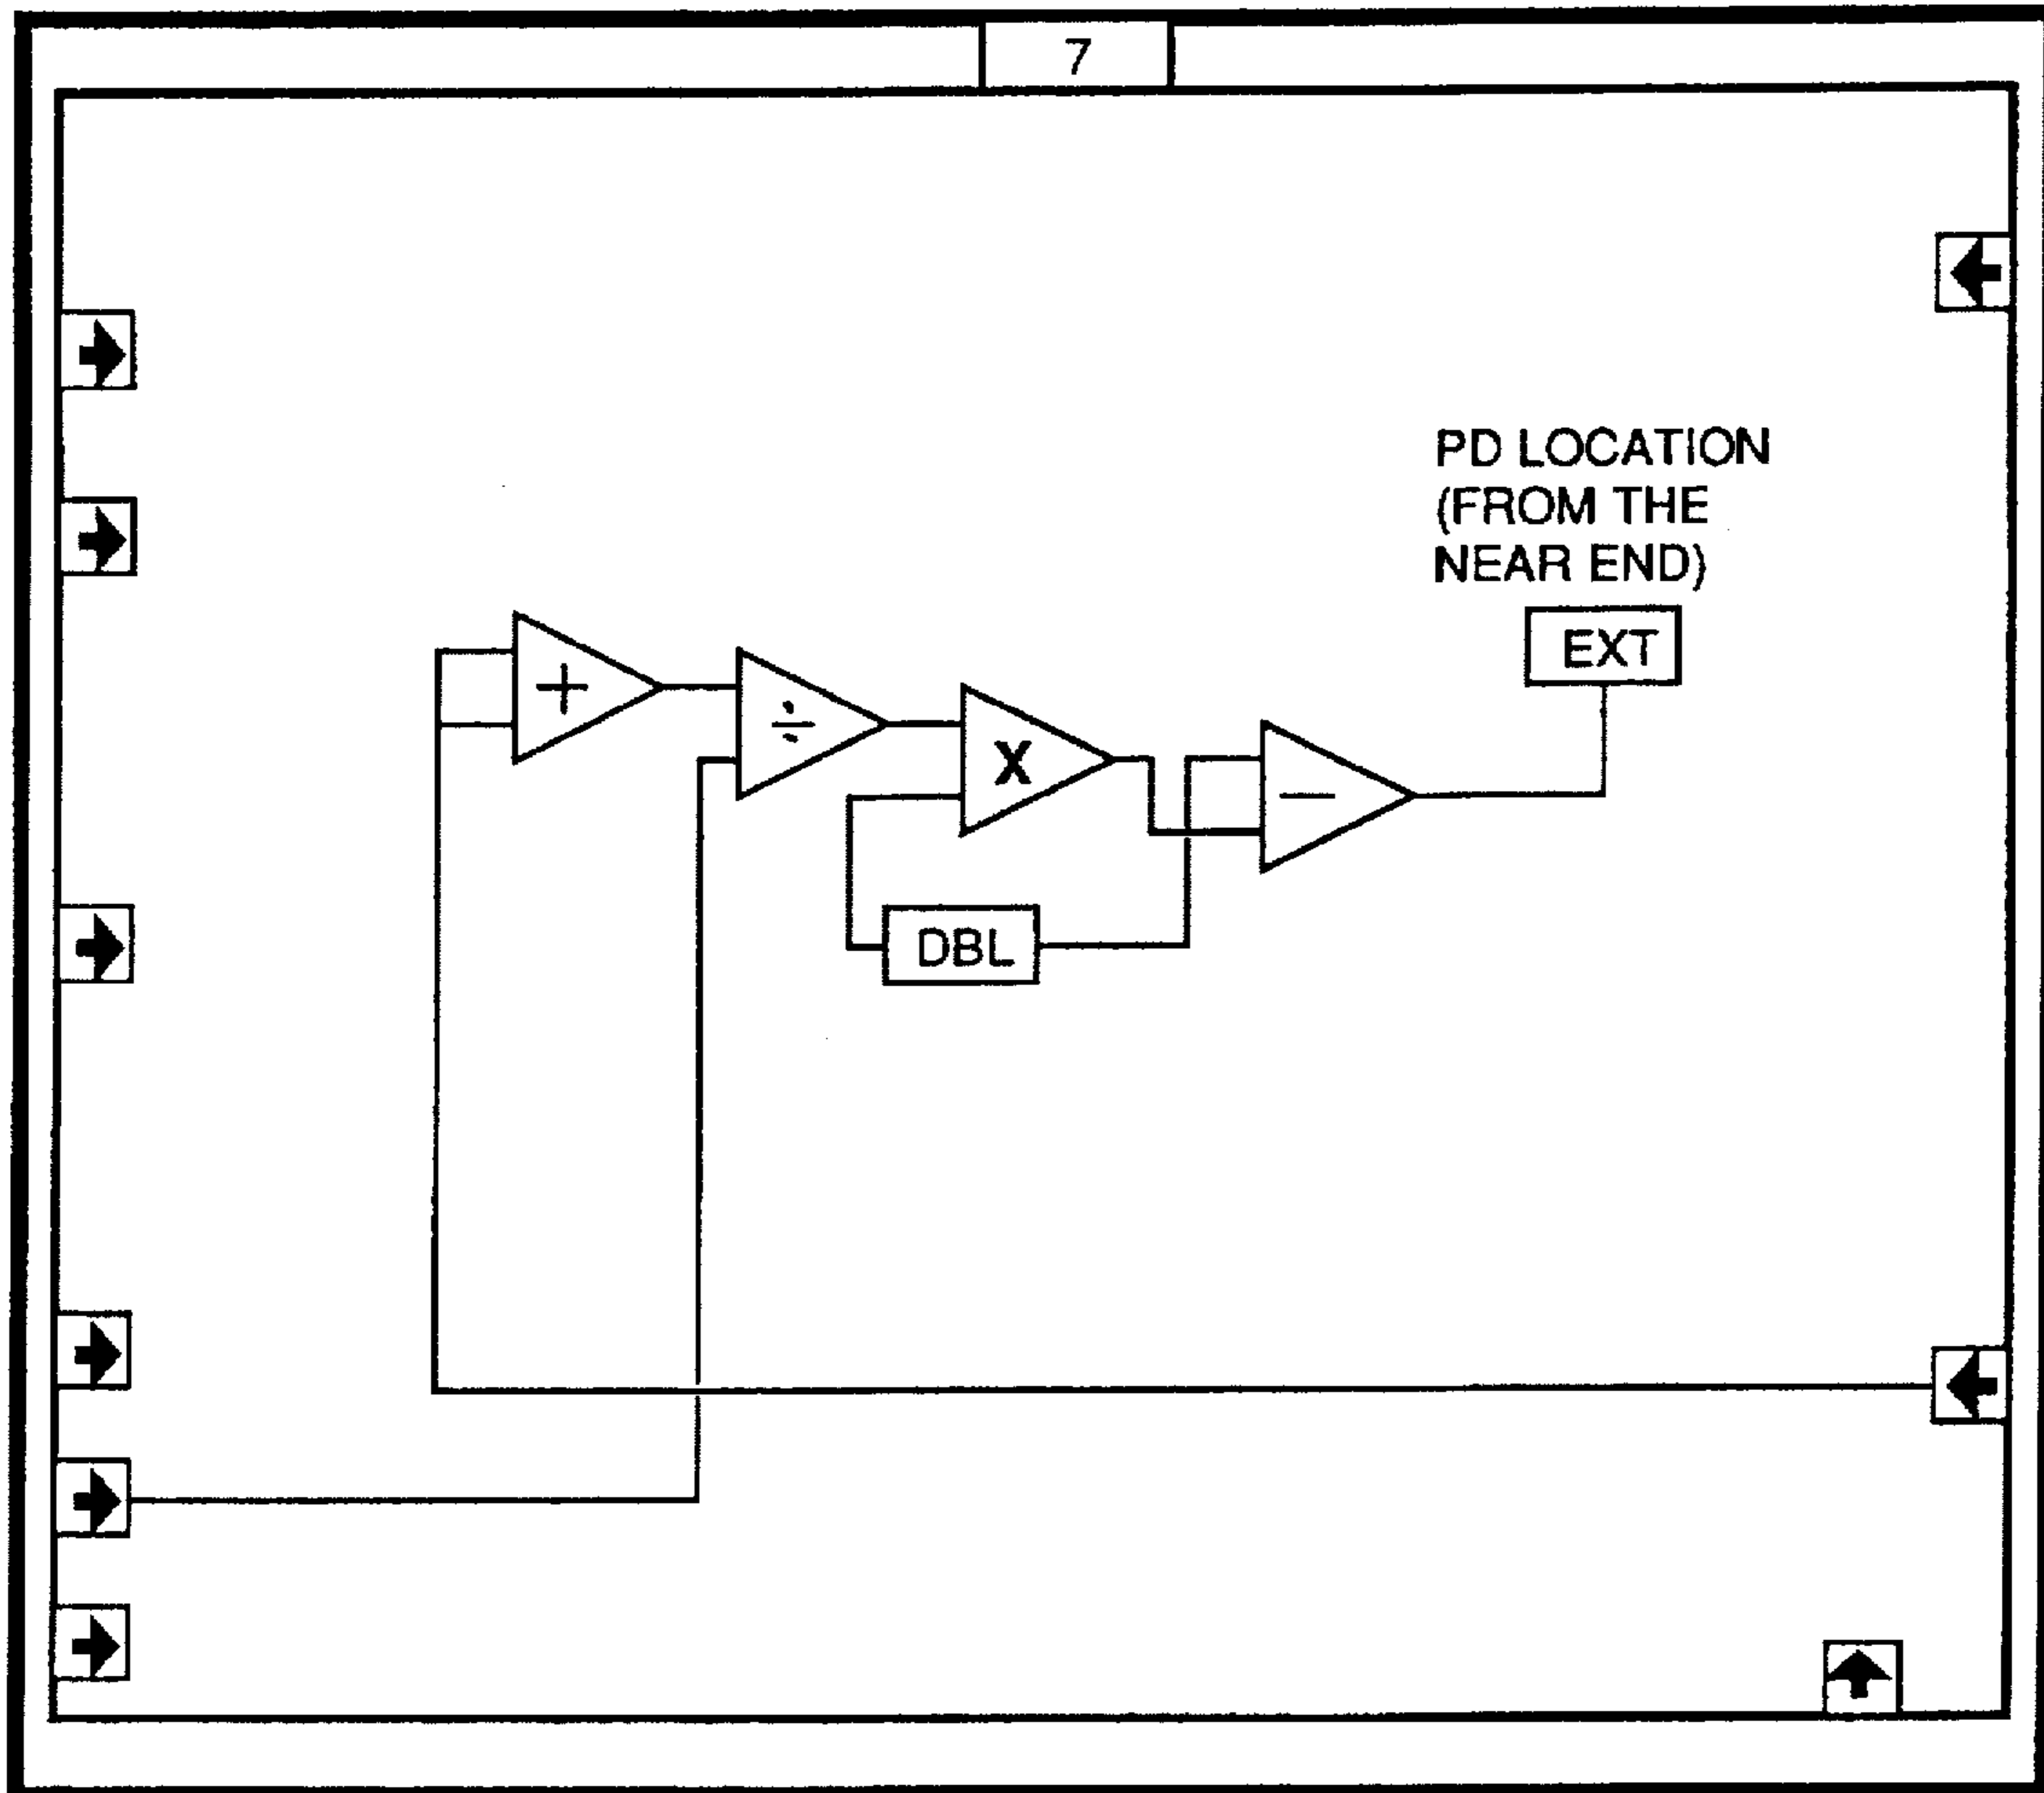 7
PD LOCATION
(FROM THE
NEAR END)
EXT
+
÷
X
−
DBL